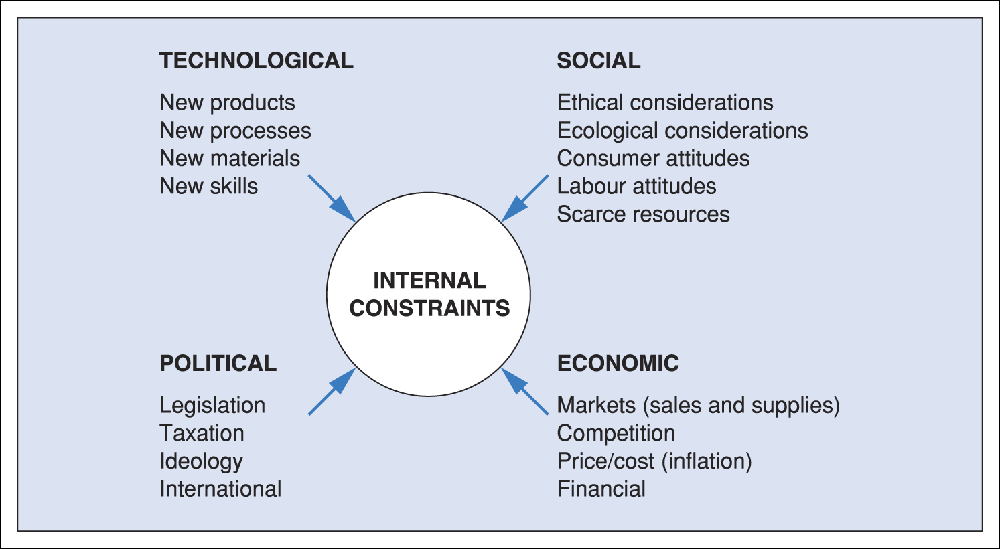 TECHNOLOGICAL
New products
New processes
New materials
New skills
SOCIAL
Ethical considerations
Ecological considerations
Consumer attitudes
Labour attitudes
Scarce resources
INTERNAL
CONSTRAINTS
POLITICAL
Legislation
Taxation
Ideology
International
ECONOMIC
Markets (sales and supplies)
Competition
Price/cost (inflation)
Financial